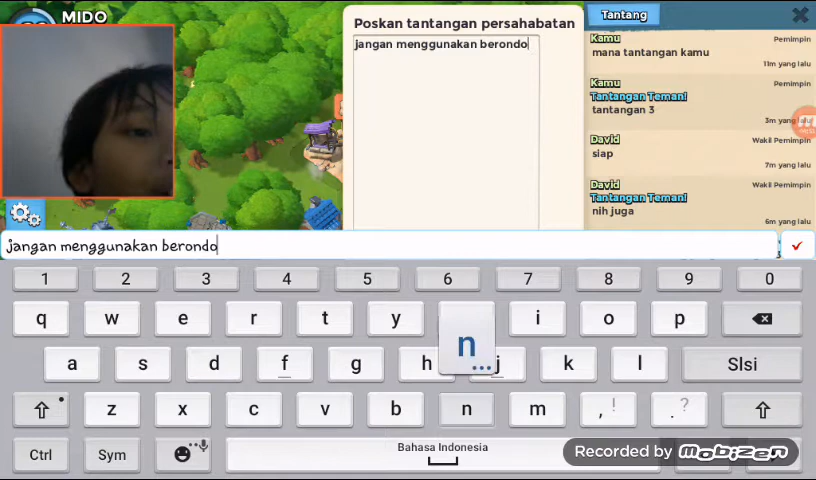 MIDO
Poskan tantangan persahabatan
jangan menggunakan berondo
Tantang
Kamu
Pemimpin
mana tantangan kamu
11m yang lalu
Kamu
Pemimpin
Tantangan Teman!
tantangan 3
3m yang lalu
David
Wakil Pemimpin
siap
7m yang lalu
David
Wakil Pemimpin
Tantangan Teman!
nih juga
6m yang lalu
jangan menggunakan berondo
1 2 3 4 5 6 7 8 9 0
q w e r t y i o p
n...
a s d f g h j k l Slsi
z x c v b n m , ! . ?
Ctrl Sym Bahasa Indonesia
Recorded by Mobizen